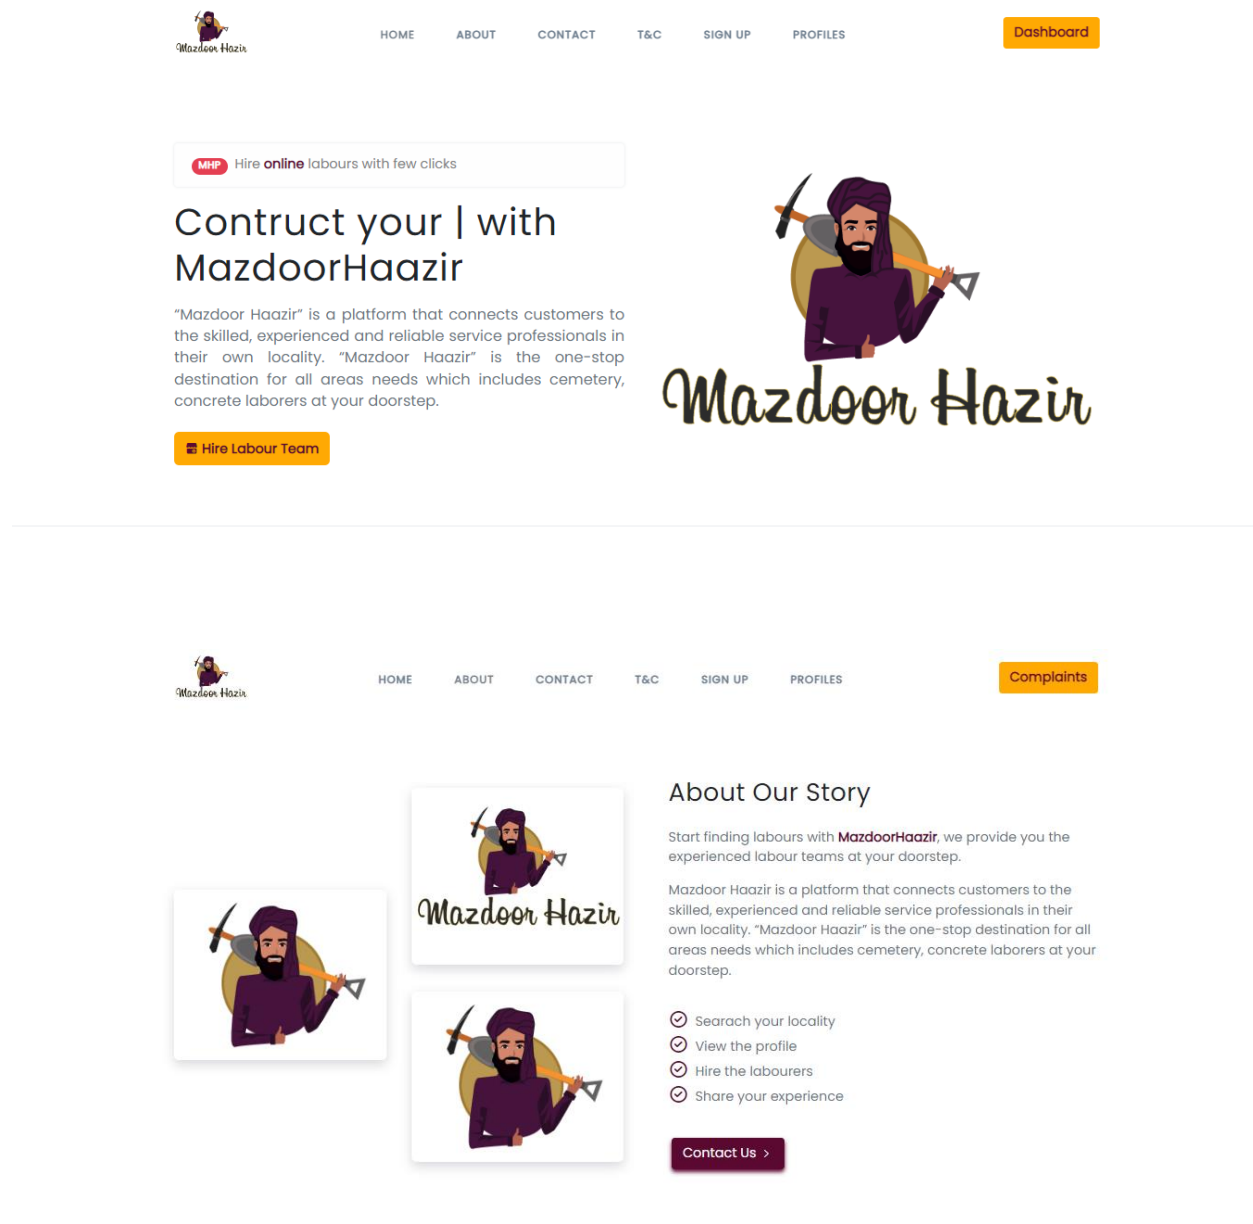 Mazdoor Hazir
HOME ABOUT CONTACT T&C SIGN UP PROFILES
Dashboard
MHP Hire online labours with few clicks
Contruct your | with
MazdoorHaazir
“Mazdoor Haazir” is a platform that connects customers to
the skilled, experienced and reliable service professionals in
their own locality. “Mazdoor Haazir” is the one-stop
destination for all areas needs which includes cemetery,
concrete laborers at your doorstep.
Hire Labour Team
Mazdoor Hazir
Mazdoor Hazir
HOME ABOUT CONTACT T&C SIGN UP PROFILES
Complaints
Mazdoor Hazir
About Our Story
Start finding labours with MazdoorHaazir, we provide you the
experienced labour teams at your doorstep.
Mazdoor Haazir is a platform that connects customers to the
skilled, experienced and reliable service professionals in their
own locality. “Mazdoor Haazir” is the one-stop destination for all
areas needs which includes cemetery, concrete laborers at your
doorstep.
Searach your locality
View the profile
Hire the labourers
Share your experience
Contact Us >